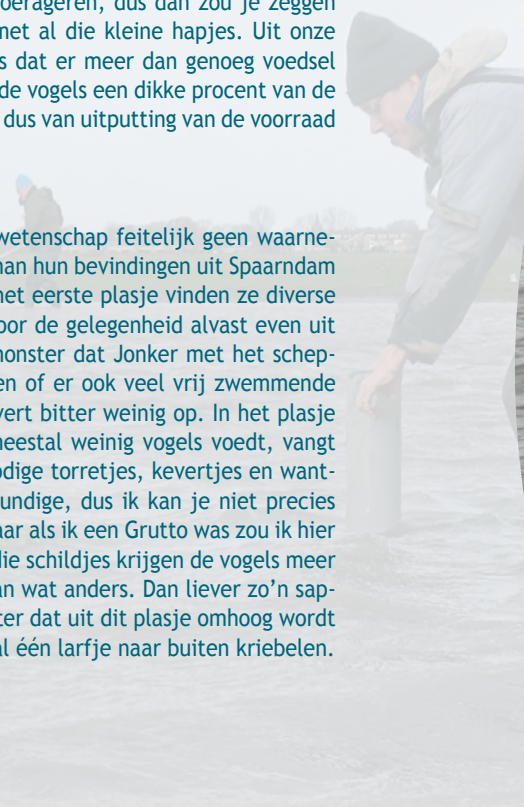 foerageren, dus dan zou je zeggen
met al die kleine hapjes. Uit onze
s dat er meer dan genoeg voedsel
de vogels een dikke procent van de
dus van uitputting van de voorraad
wetenschap feitelijk geen waarne-
man hun bevindingen uit Spaarndam
het eerste plasje vinden ze diverse
oor de gelegenheid alvast even uit
monster dat Jonker met het schep-
en of er ook veel vrij zwemmende
vert bitter weinig op. In het plasje
meestal weinig vogels voedt, vangt
odige torretjes, kevertjes en want-
undige, dus ik kan je niet precies
aar als ik een Grutto was zou ik hier
die schildjes krijgen de vogels meer
an wat anders. Dan liever zo’n sap-
ter dat uit dit plasje omhoog wordt
al één larfje naar buiten kriebelen.